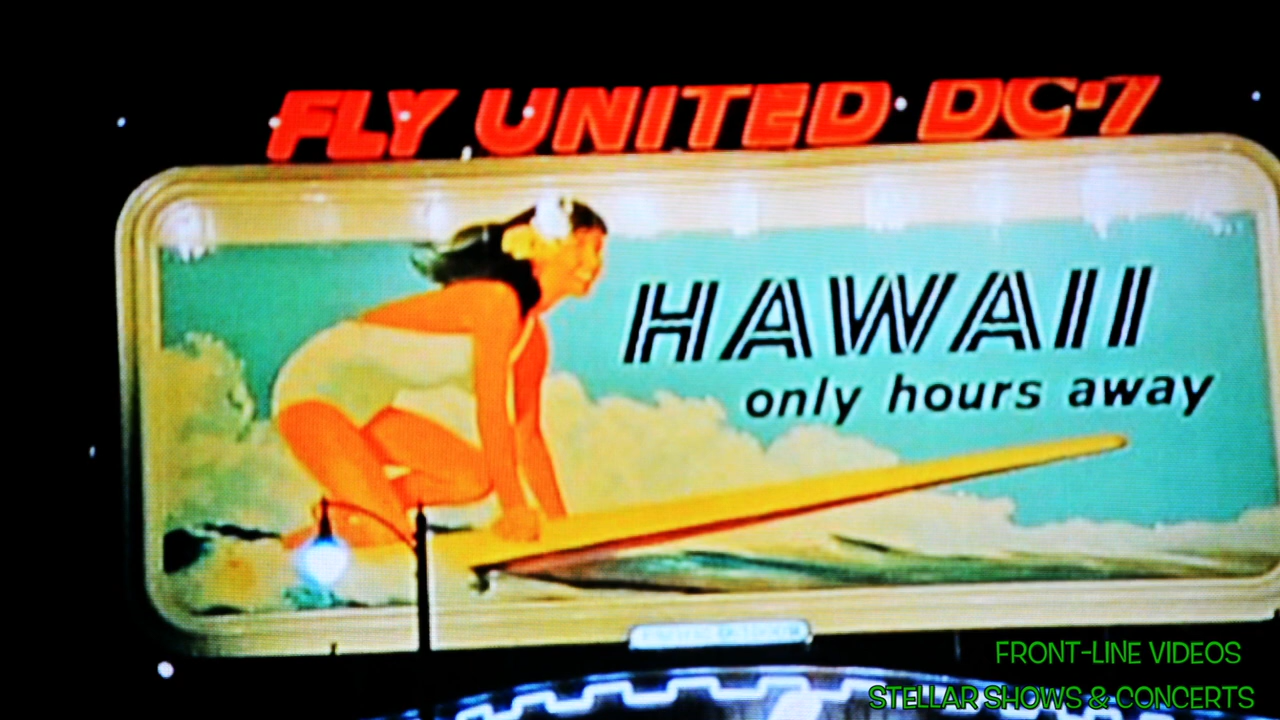 FLY UNITED DC-7
HAWAII
only hours away
FRONT-LINE VIDEOS
STELLAR SHOWS & CONCERTS